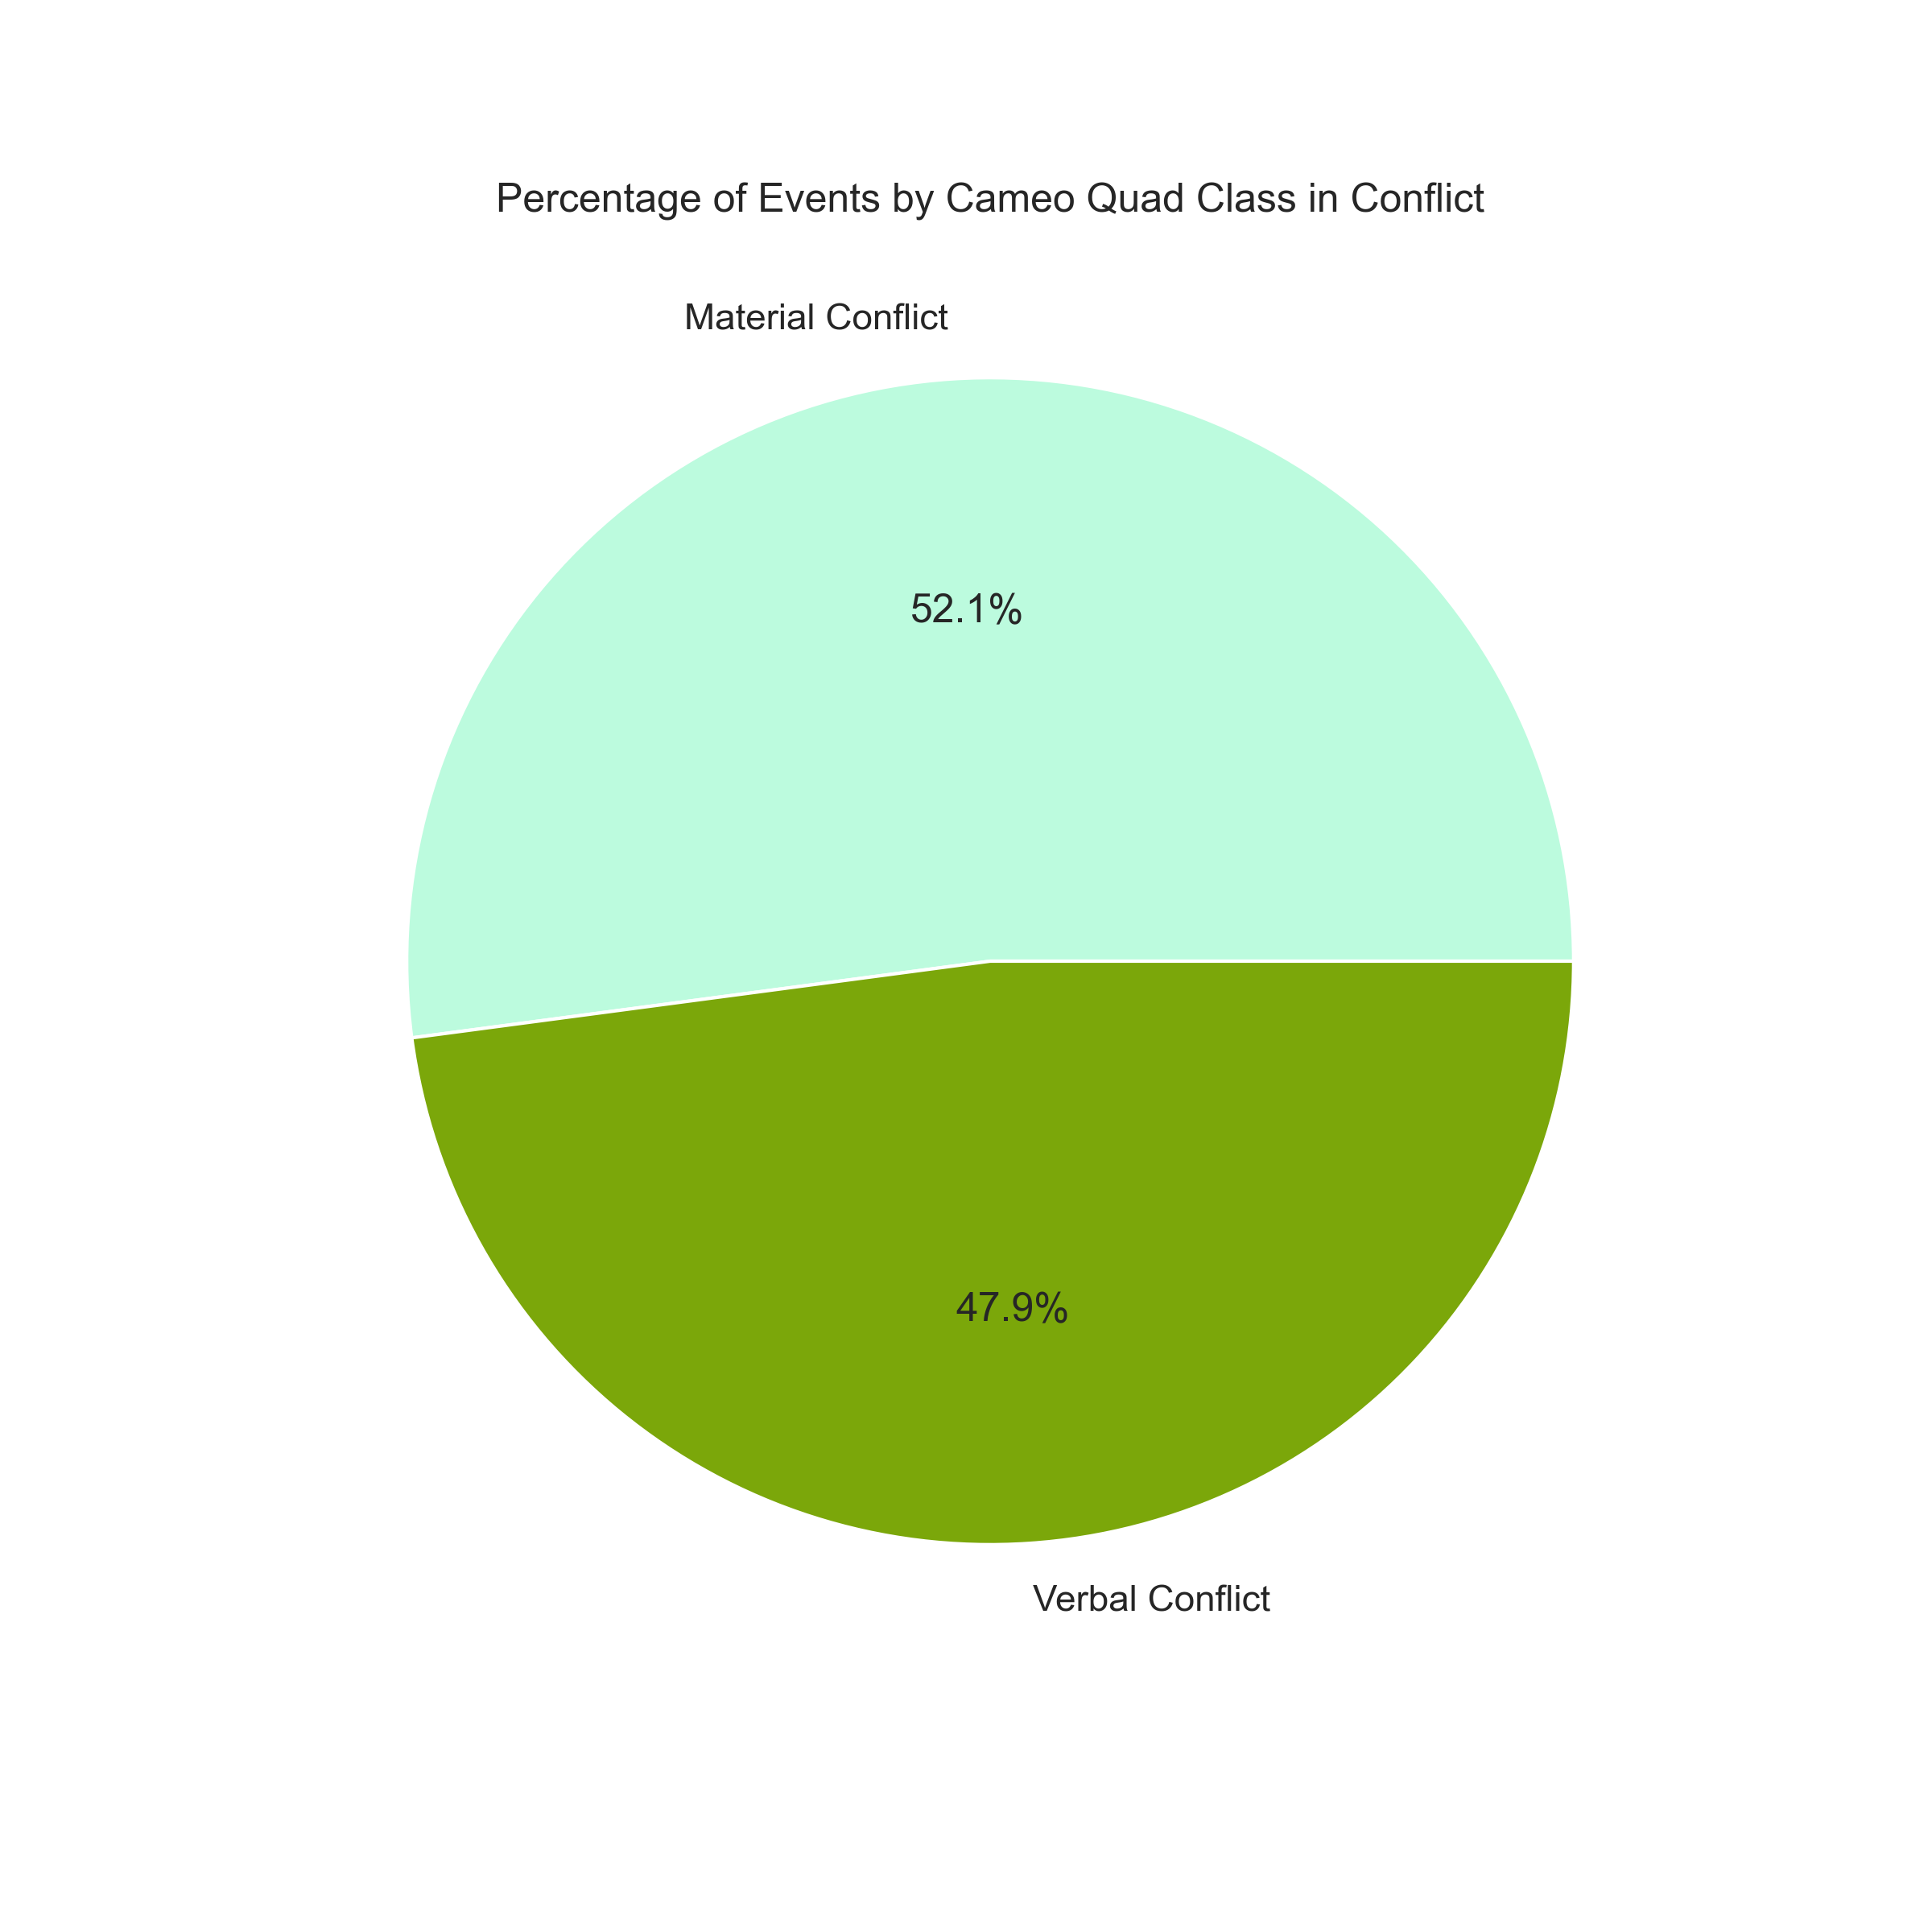 Percentage of Events by Cameo Quad Class in Conflict
Material Conflict
52.1%
47.9%
Verbal Conflict